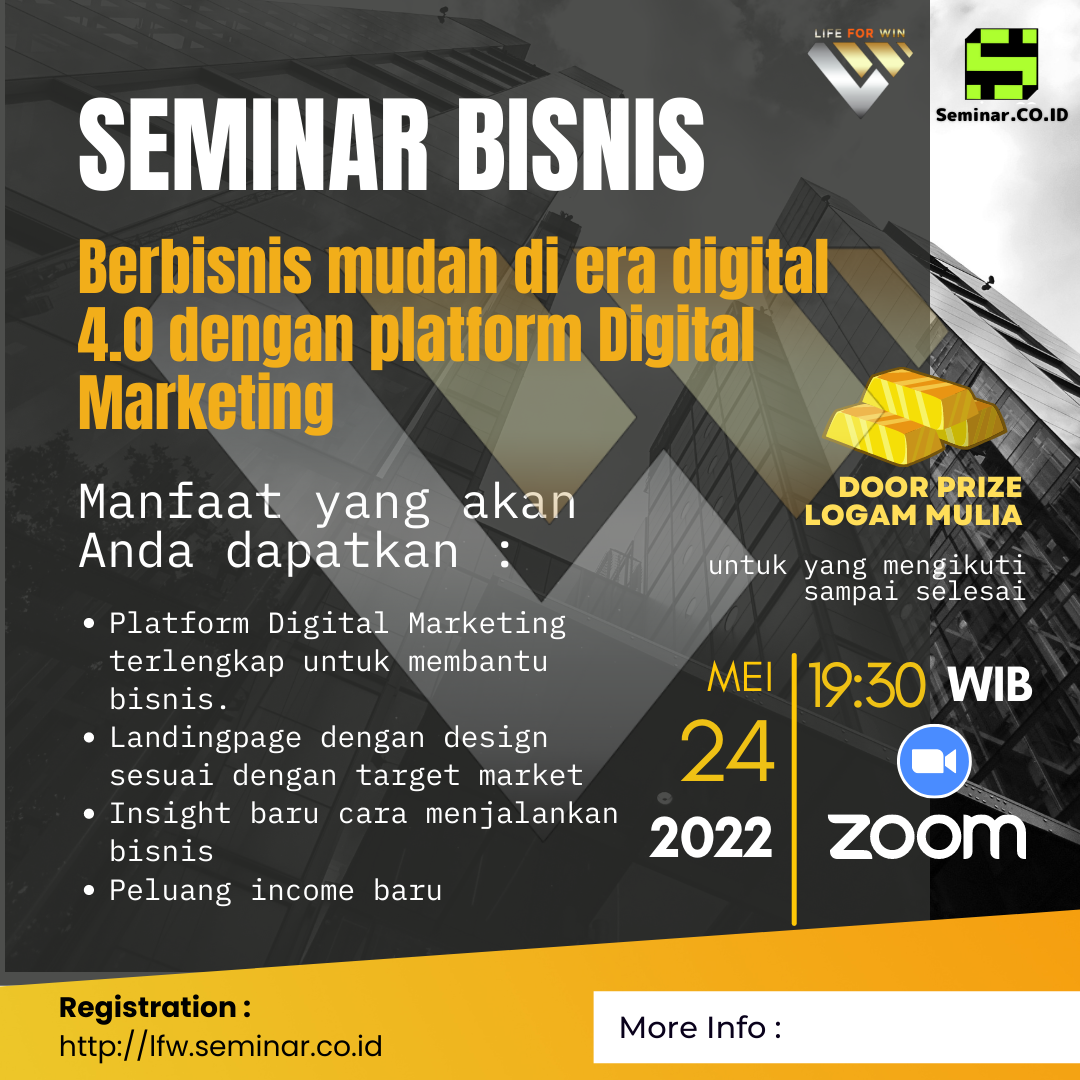 LIFE FOR WIN
Seminar.CO.ID
SEMINAR BISNIS
Berbisnis mudah di era digital
4.0 dengan platform Digital
Marketing
DOOR PRIZE
LOGAM MULIA
untuk yang mengikuti
sampai selesai
Manfaat yang akan
Anda dapatkan :
• Platform Digital Marketing
terlengkap untuk membantu
bisnis.
• Landingpage dengan design
sesuai dengan target market
• Insight baru cara menjalankan
bisnis
• Peluang income baru
MEI
24
2022
19:30 WIB
zoom
Registration :
http://lfw.seminar.co.id
More Info :